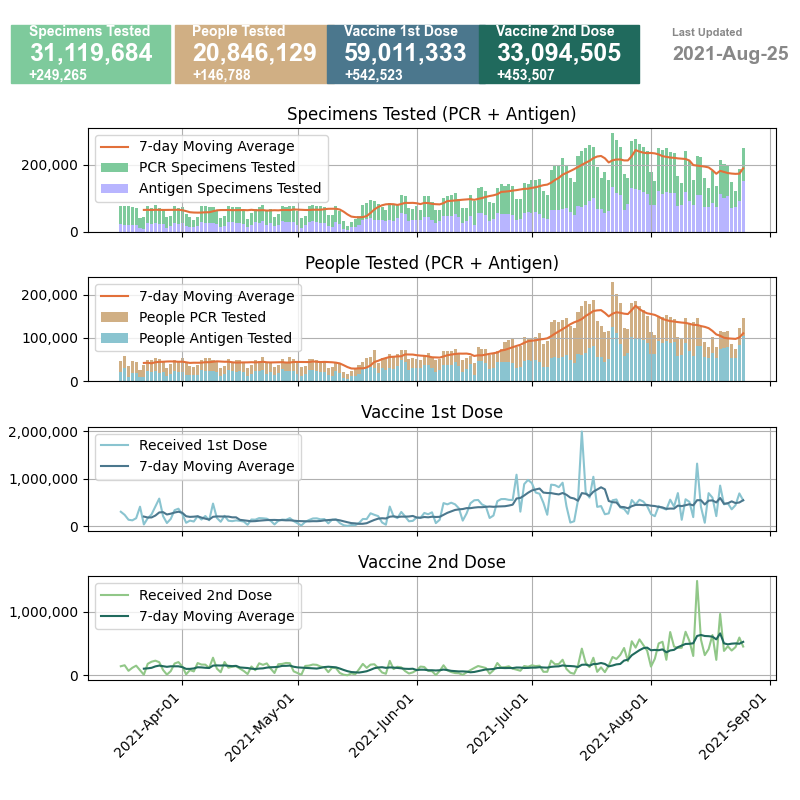 Specimens Tested
31,119,684
+249,265
People Tested
20,846,129
+146,788
Vaccine 1st Dose
59,011,333
+542,523
Vaccine 2nd Dose
33,094,505
+453,507
Last Updated
2021-Aug-25
Specimens Tested (PCR + Antigen)
7-day Moving Average
PCR Specimens Tested
Antigen Specimens Tested
200,000
0
People Tested (PCR + Antigen)
7-day Moving Average
People PCR Tested
People Antigen Tested
200,000
100,000
0
Vaccine 1st Dose
Received 1st Dose
7-day Moving Average
2,000,000
1,000,000
0
Vaccine 2nd Dose
Received 2nd Dose
7-day Moving Average
1,000,000
0
2021-Apr-01
2021-May-01
2021-Jun-01
2021-Jul-01
2021-Aug-01
2021-Sep-01